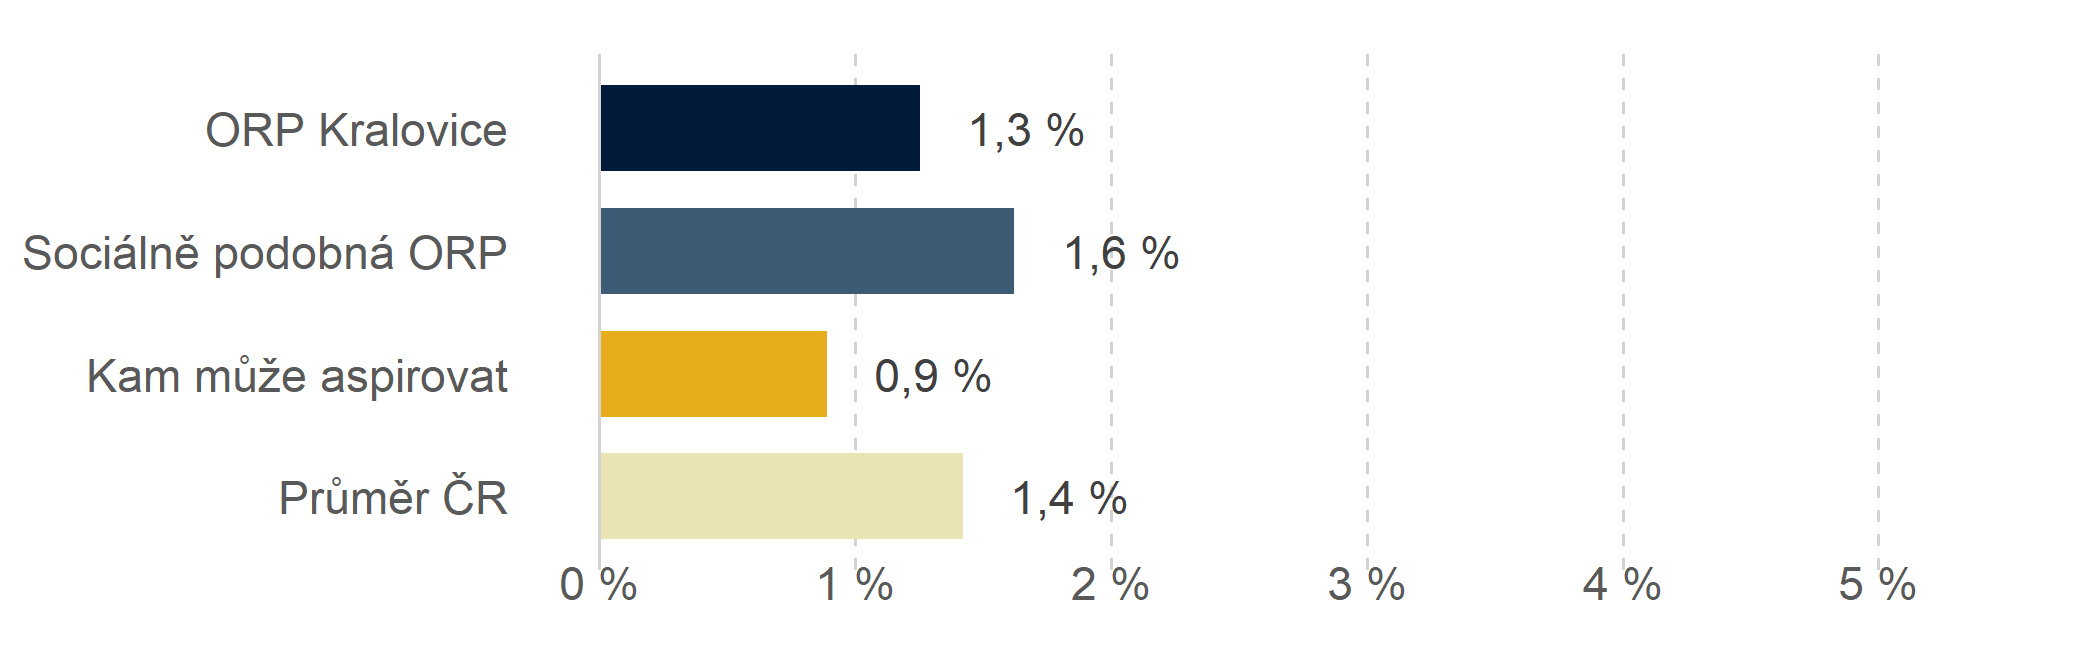 ORP Kralovice
1,3 %
Sociálně podobná ORP
1,6 %
Kam může aspirovat
0,9 %
Průměr ČR
1,4 %
0 % 1 % 2 % 3 % 4 % 5 %